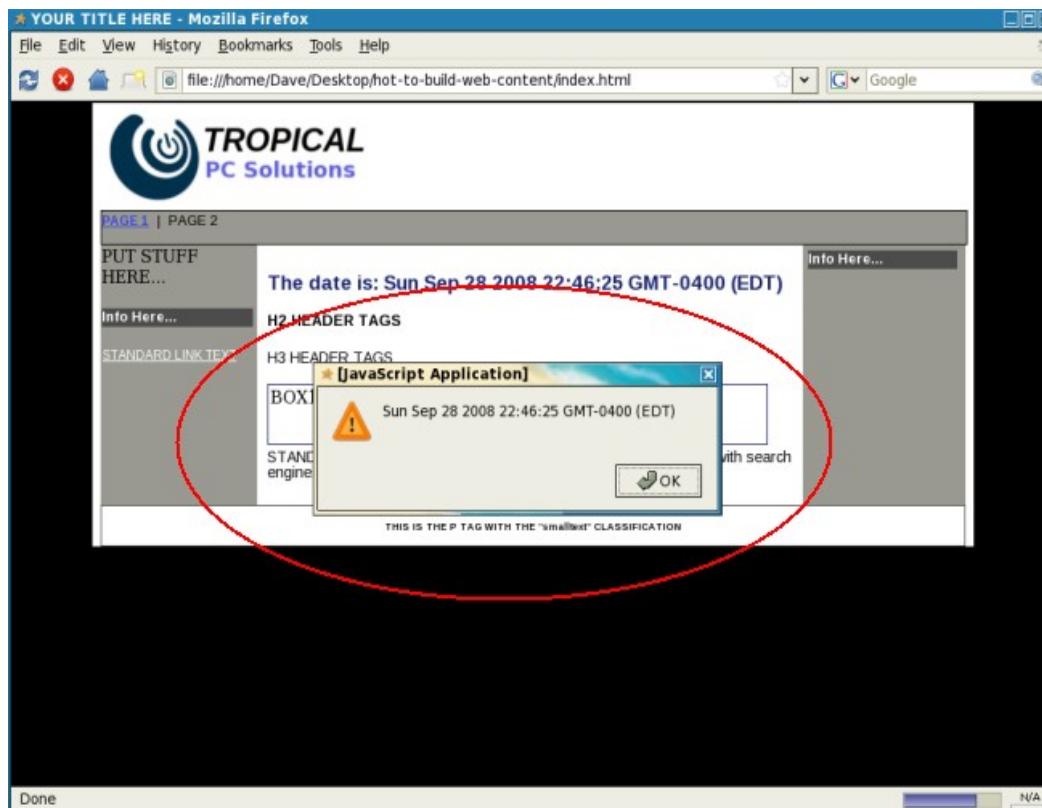 YOUR TITLE HERE - Mozilla Firefox
File Edit View History Bookmarks Tools Help
file:///home/Dave/Desktop/hot-to-build-web-content/index.html
G Google
TROPICAL
PC Solutions
PAGE 1 | PAGE 2
PUT STUFF
HERE...
Info Here...
STANDARD LINK TEXT
The date is: Sun Sep 28 2008 22:46:25 GMT-0400 (EDT)
H2 HEADER TAGS
H3 HEADER TAGS
BOX1
[JavaScript Application]
Sun Sep 28 2008 22:46:25 GMT-0400 (EDT)
OK
with search
engine
Info Here...
THIS IS THE P TAG WITH THE "smalltext" CLASSIFICATION
Done
N/A